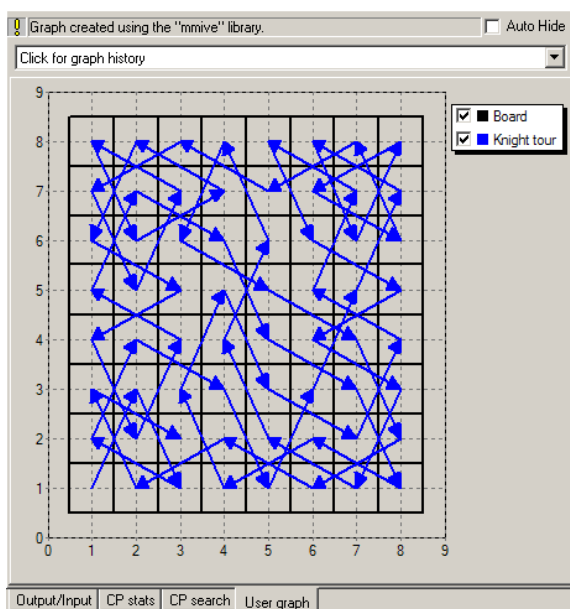 Graph created using the "mmive" library. Auto Hide
Click for graph history
9
8
7
6
5
4
3
2
1
0
0 1 2 3 4 5 6 7 8 9
Board
Knight tour
Output/Input CP stats CP search User graph